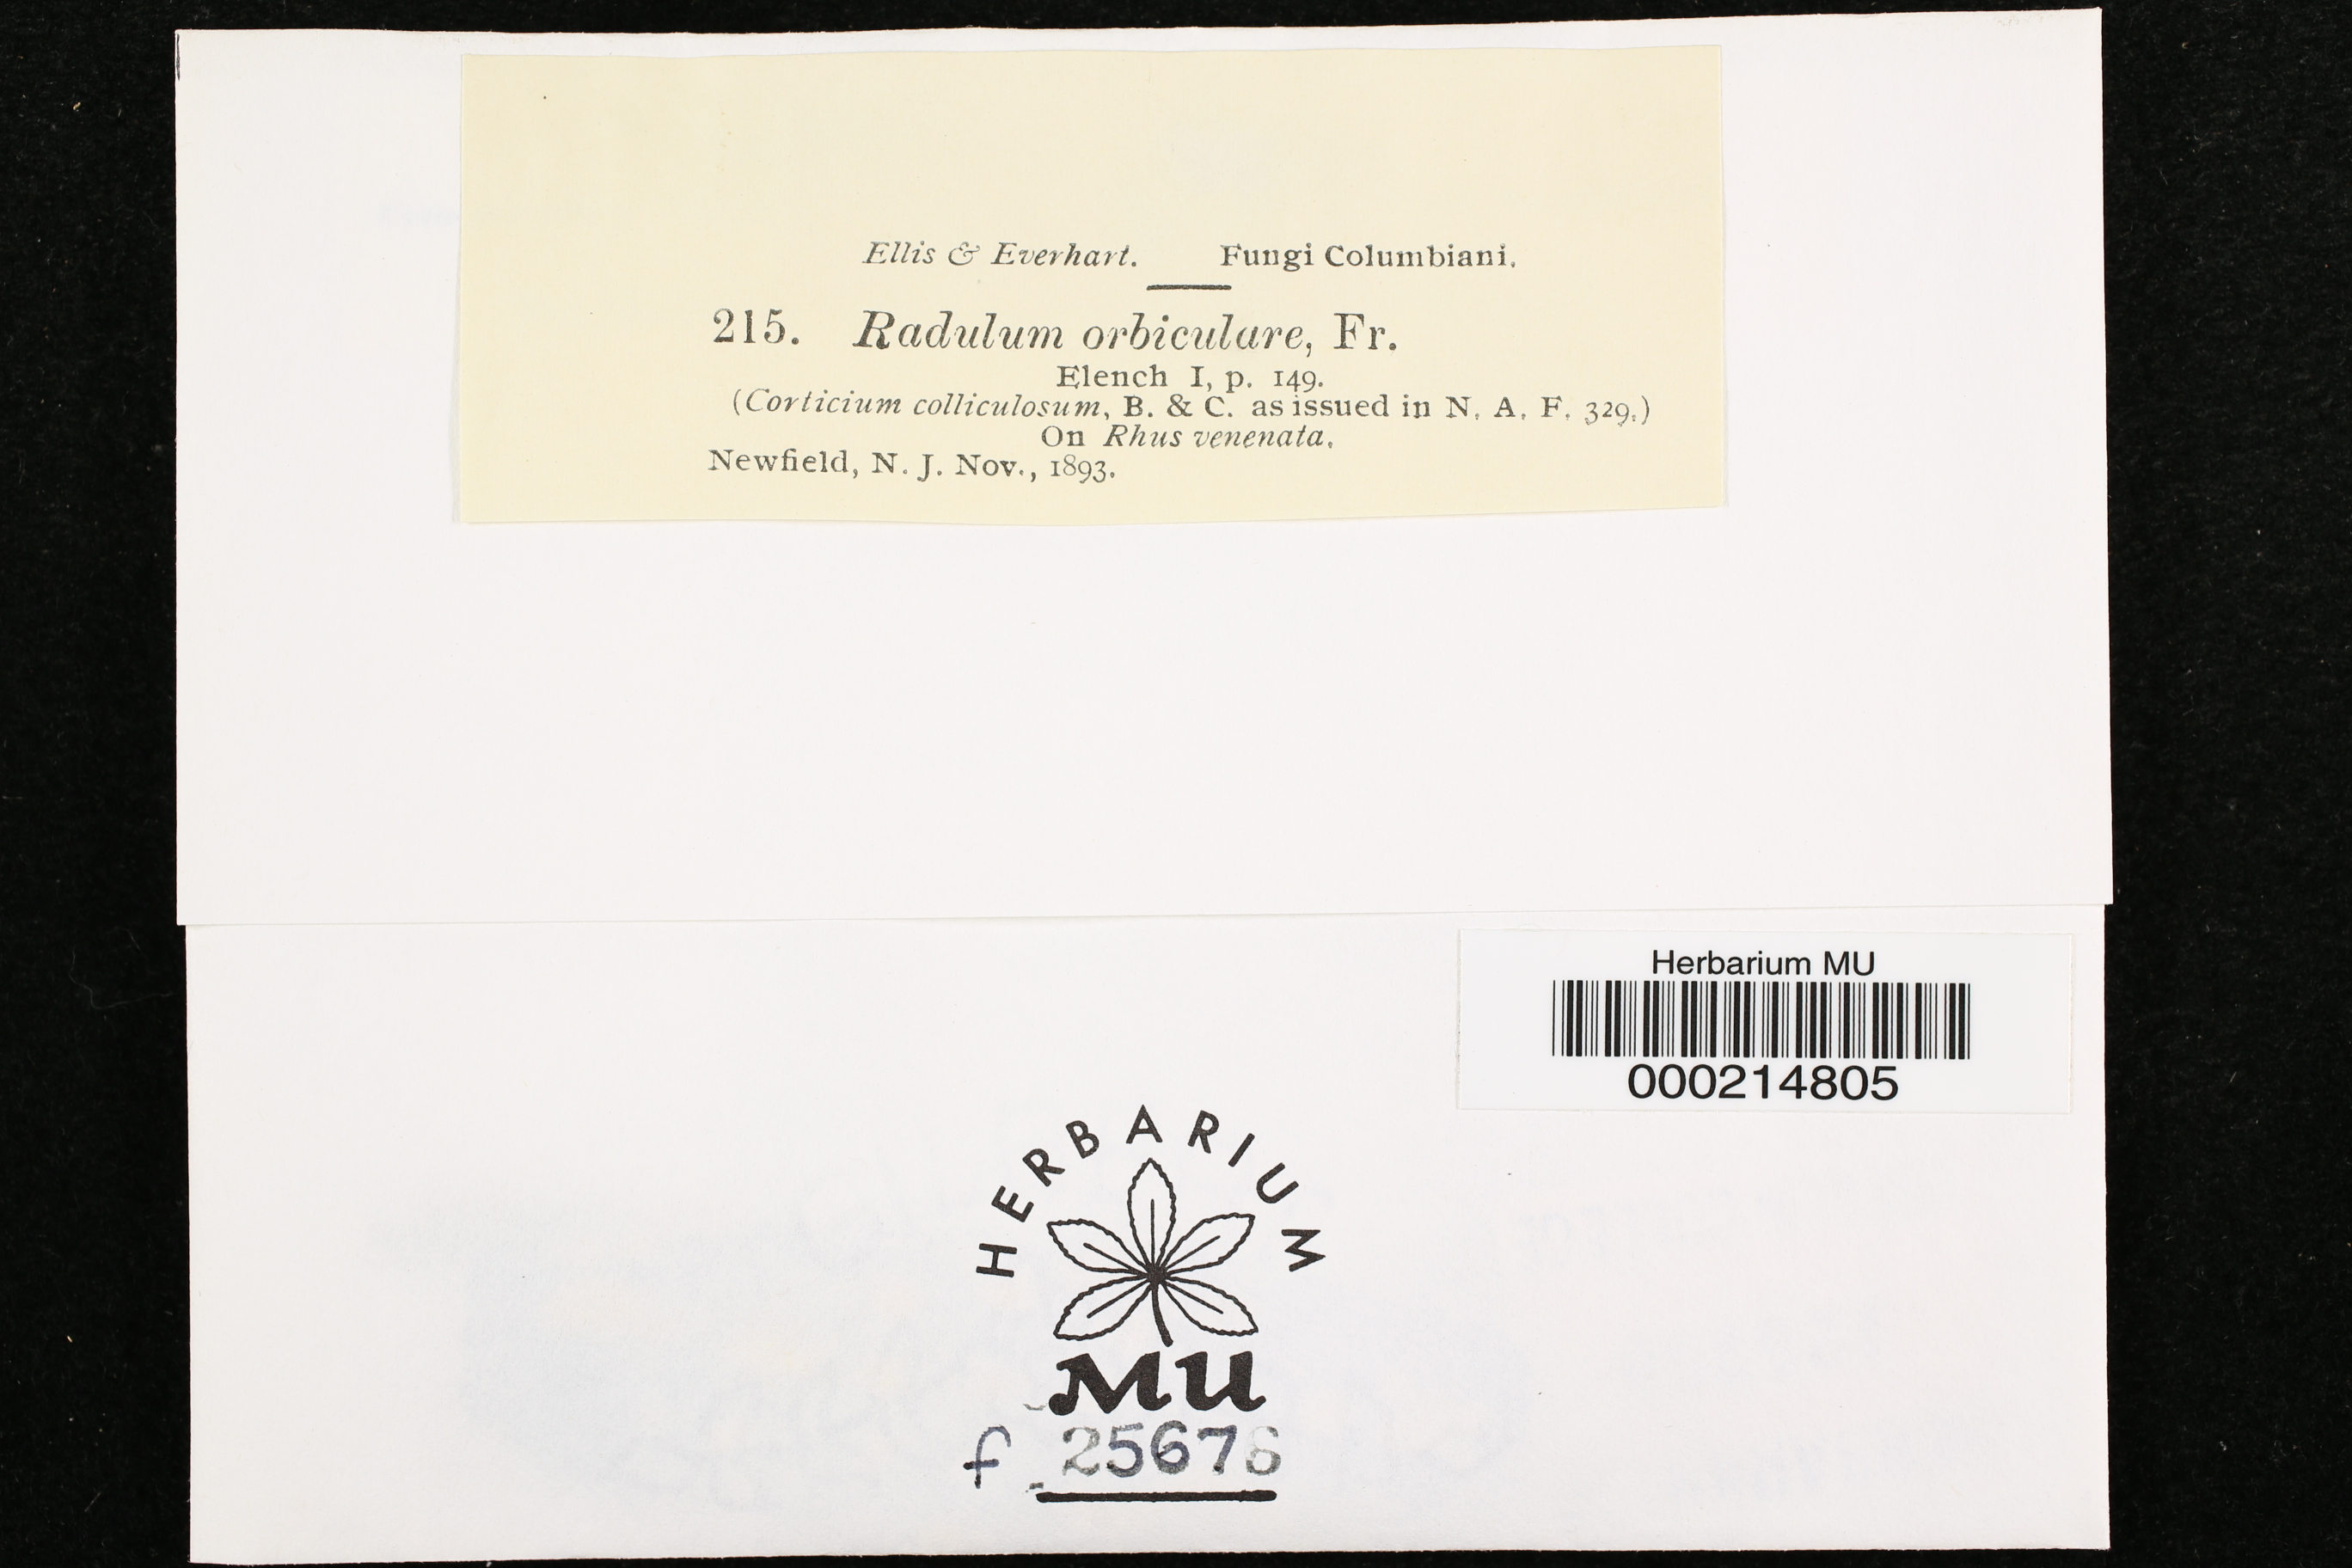 Ellis & Everhart. Fungi Columbiani.
215. Radulum orbiculare, Fr.
Elench I, p. 149.
(Corticium colliculosum, B. & C. as issued in N. A. F. 329.)
On Rhus venenata.
Newfield, N. J. Nov., 1893.
Herbarium MU
000214805
HERBARIUM
MU
f